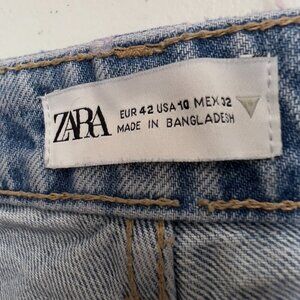 ZARA
EUR 42 USA 10 MEX 32
MADE IN BANGLADESH